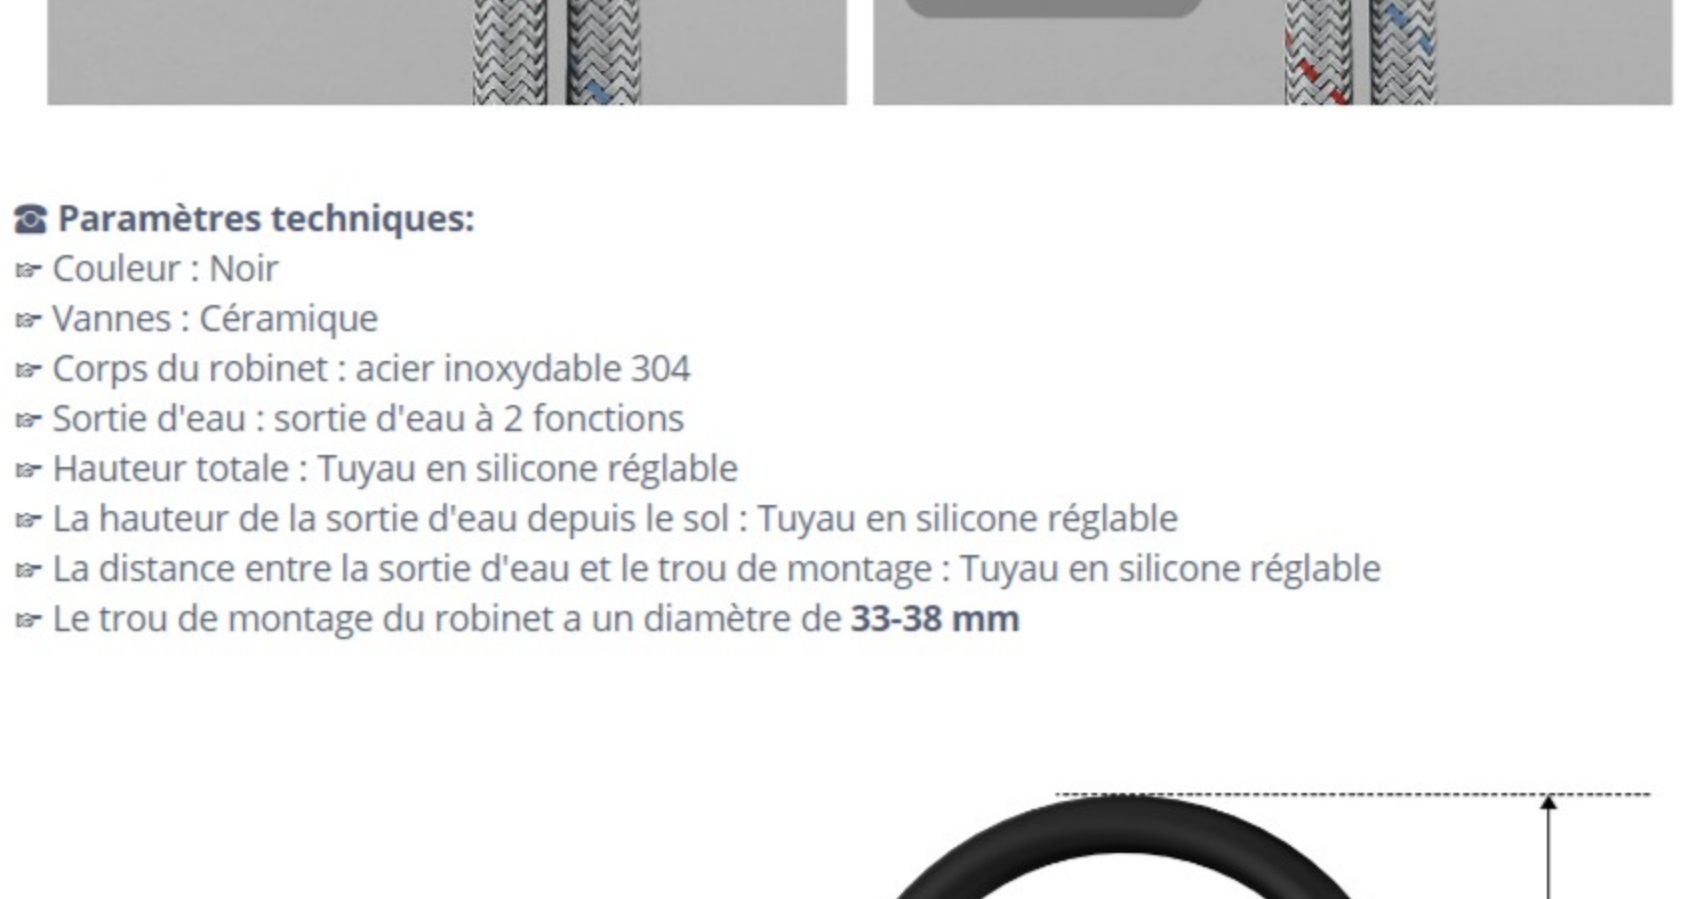 ☎ Paramètres techniques:
☞ Couleur : Noir
☞ Vannes : Céramique
☞ Corps du robinet : acier inoxydable 304
☞ Sortie d'eau : sortie d'eau à 2 fonctions
☞ Hauteur totale : Tuyau en silicone réglable
☞ La hauteur de la sortie d'eau depuis le sol : Tuyau en silicone réglable
☞ La distance entre la sortie d'eau et le trou de montage : Tuyau en silicone réglable
☞ Le trou de montage du robinet a un diamètre de 33-38 mm